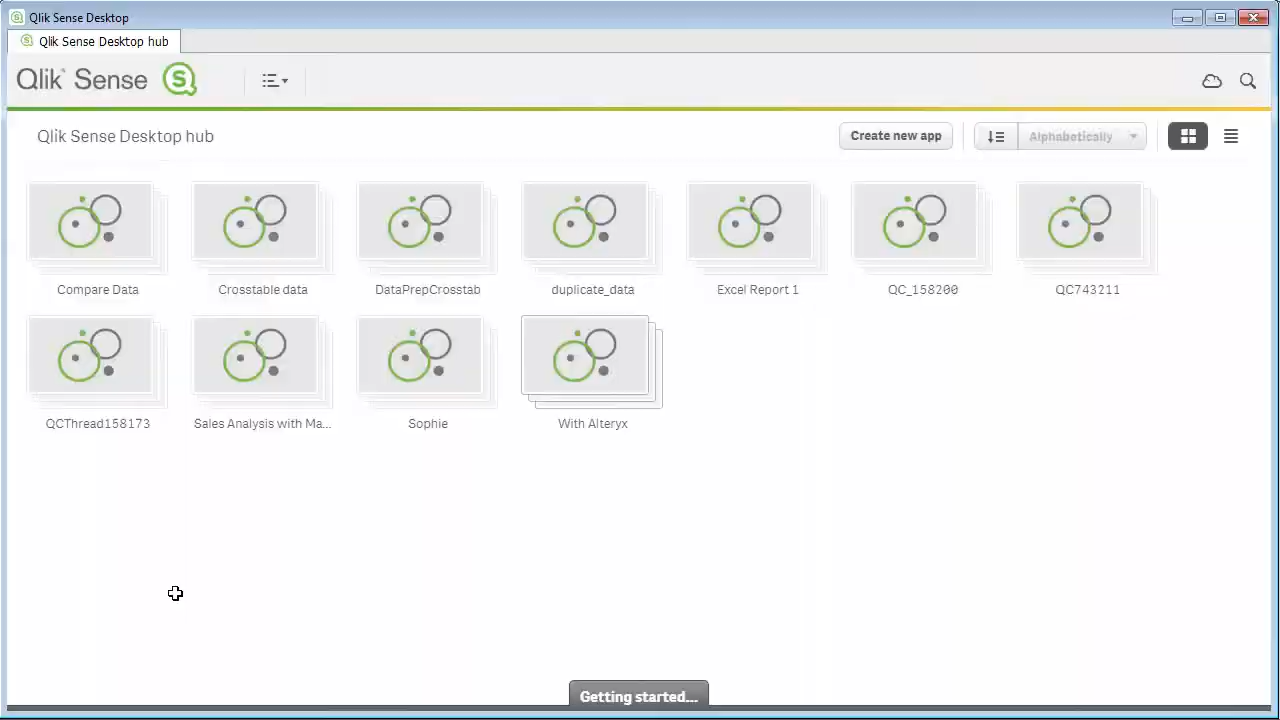 Qlik Sense Desktop
Qlik Sense Desktop hub
Qlik Sense
Qlik Sense Desktop hub
Create new app
Alphabetically
Compare Data
Crosstable data
DataPrepCrosstab
duplicate_data
Excel Report 1
QC_158200
QC743211
QCThread158173
Sales Analysis with Ma...
Sophie
With Alteryx
Getting started...